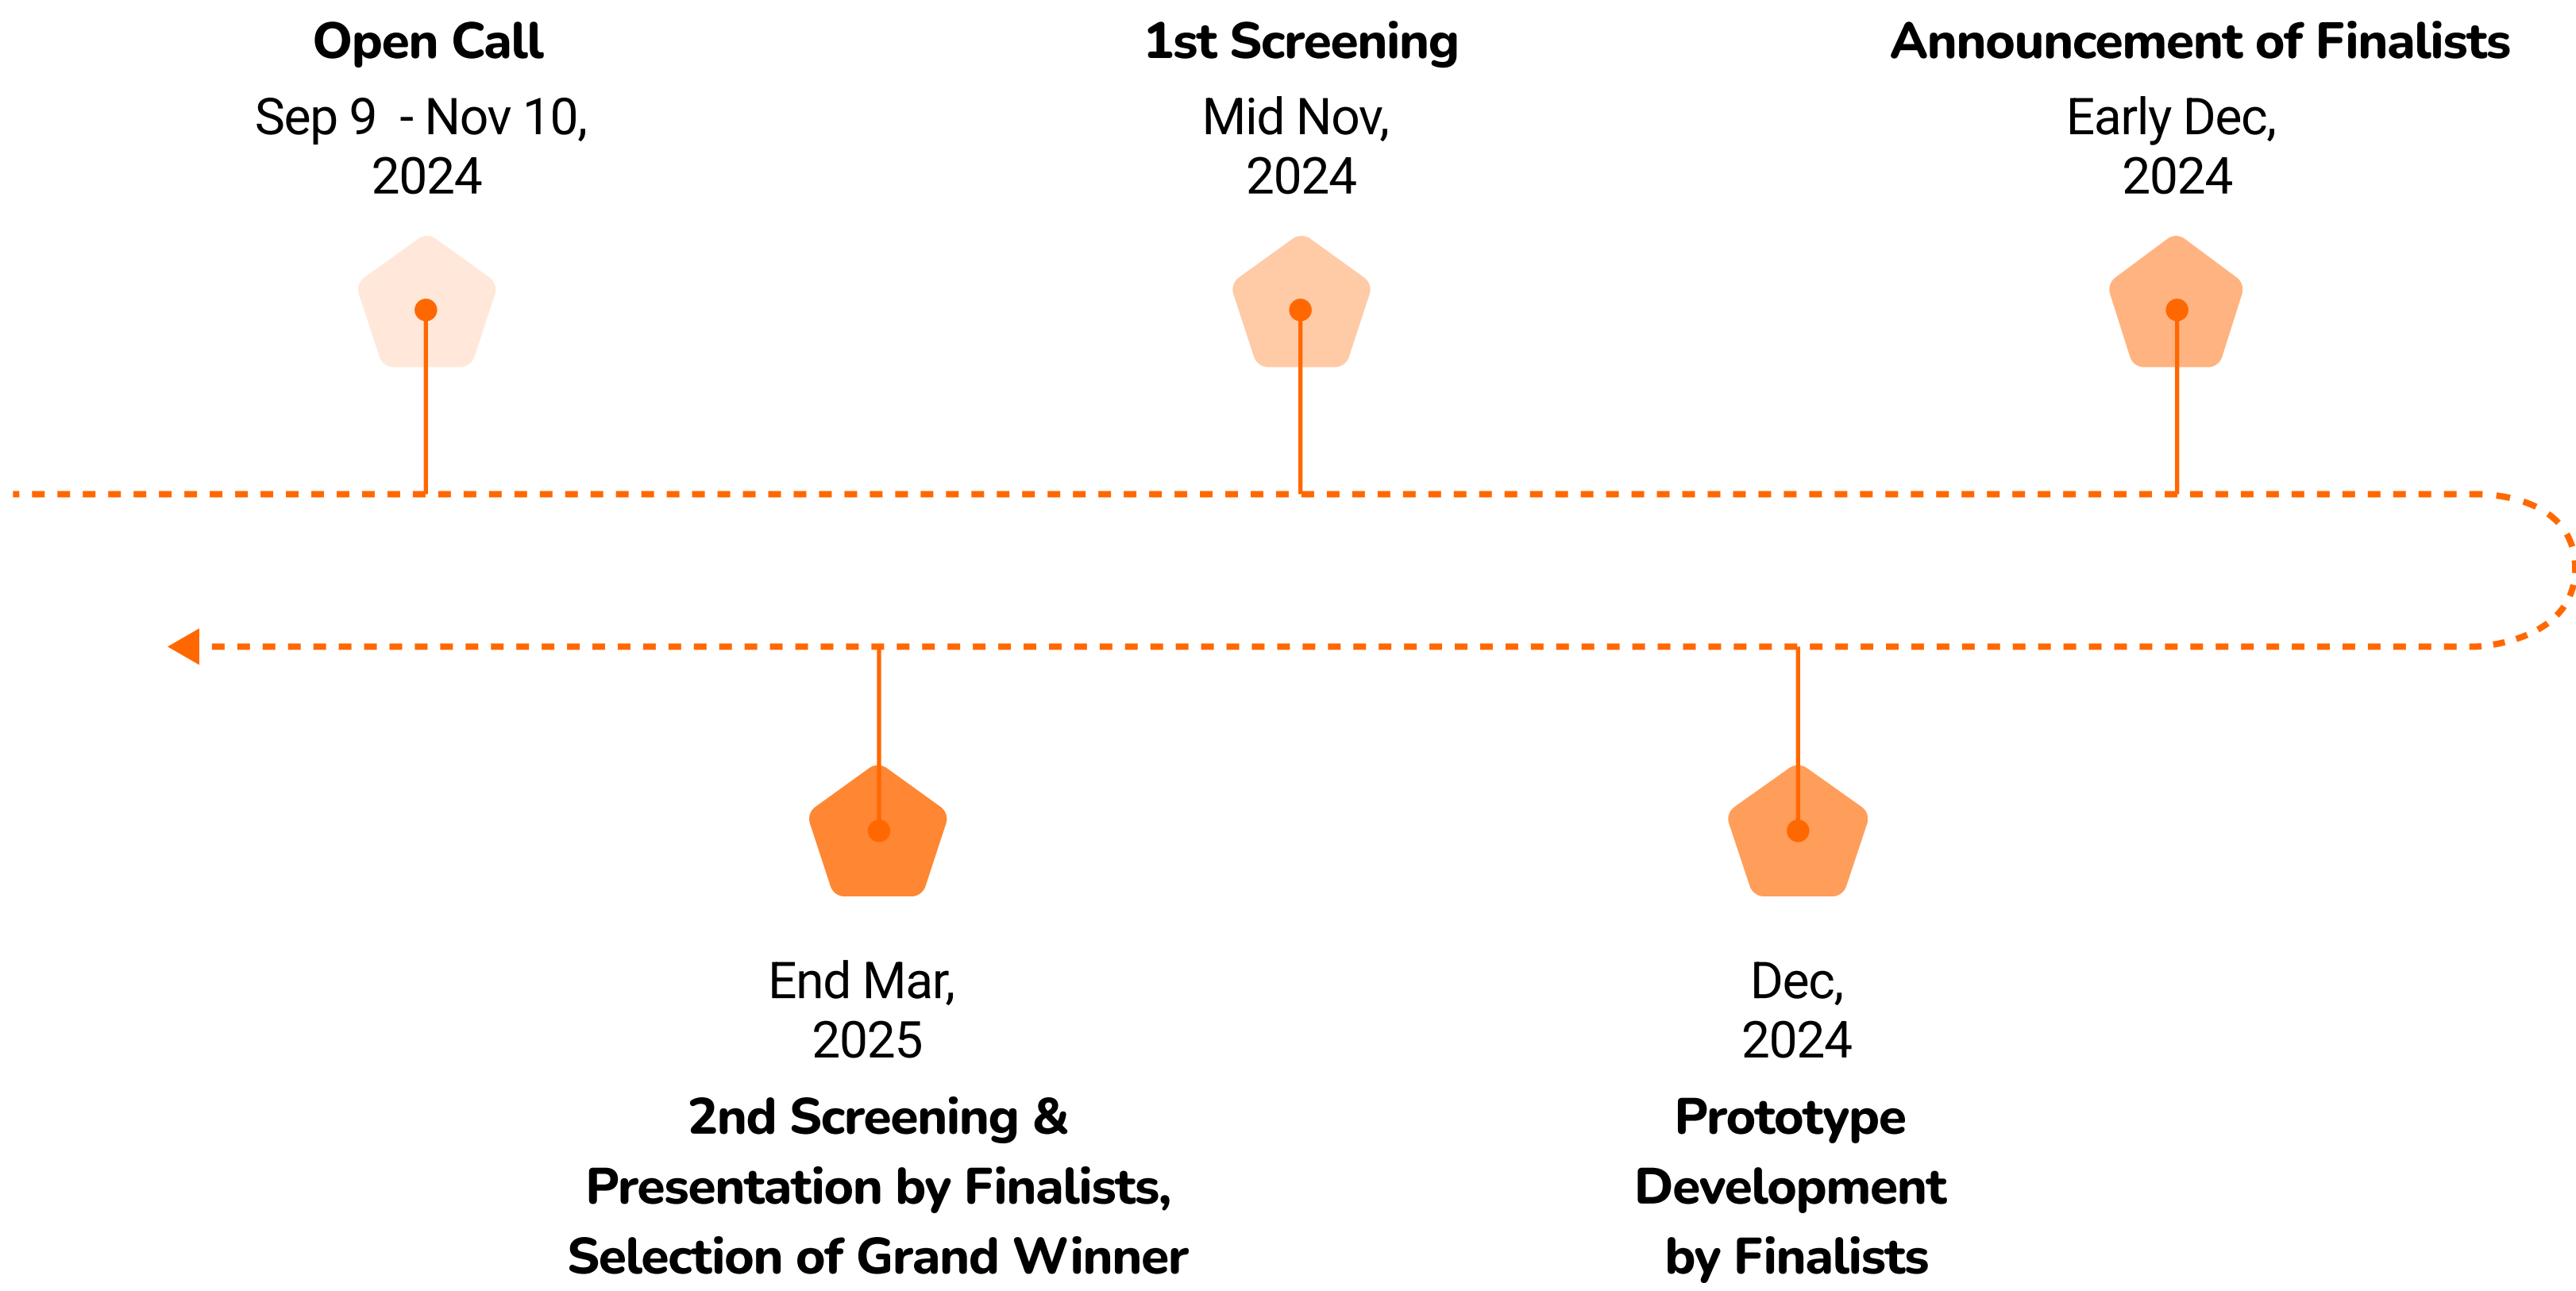 Open Call
Sep 9 - Nov 10,
2024
1st Screening
Mid Nov,
2024
Announcement of Finalists
Early Dec,
2024
End Mar,
2025
2nd Screening &
Presentation by Finalists,
Selection of Grand Winner
Dec,
2024
Prototype
Development
by Finalists